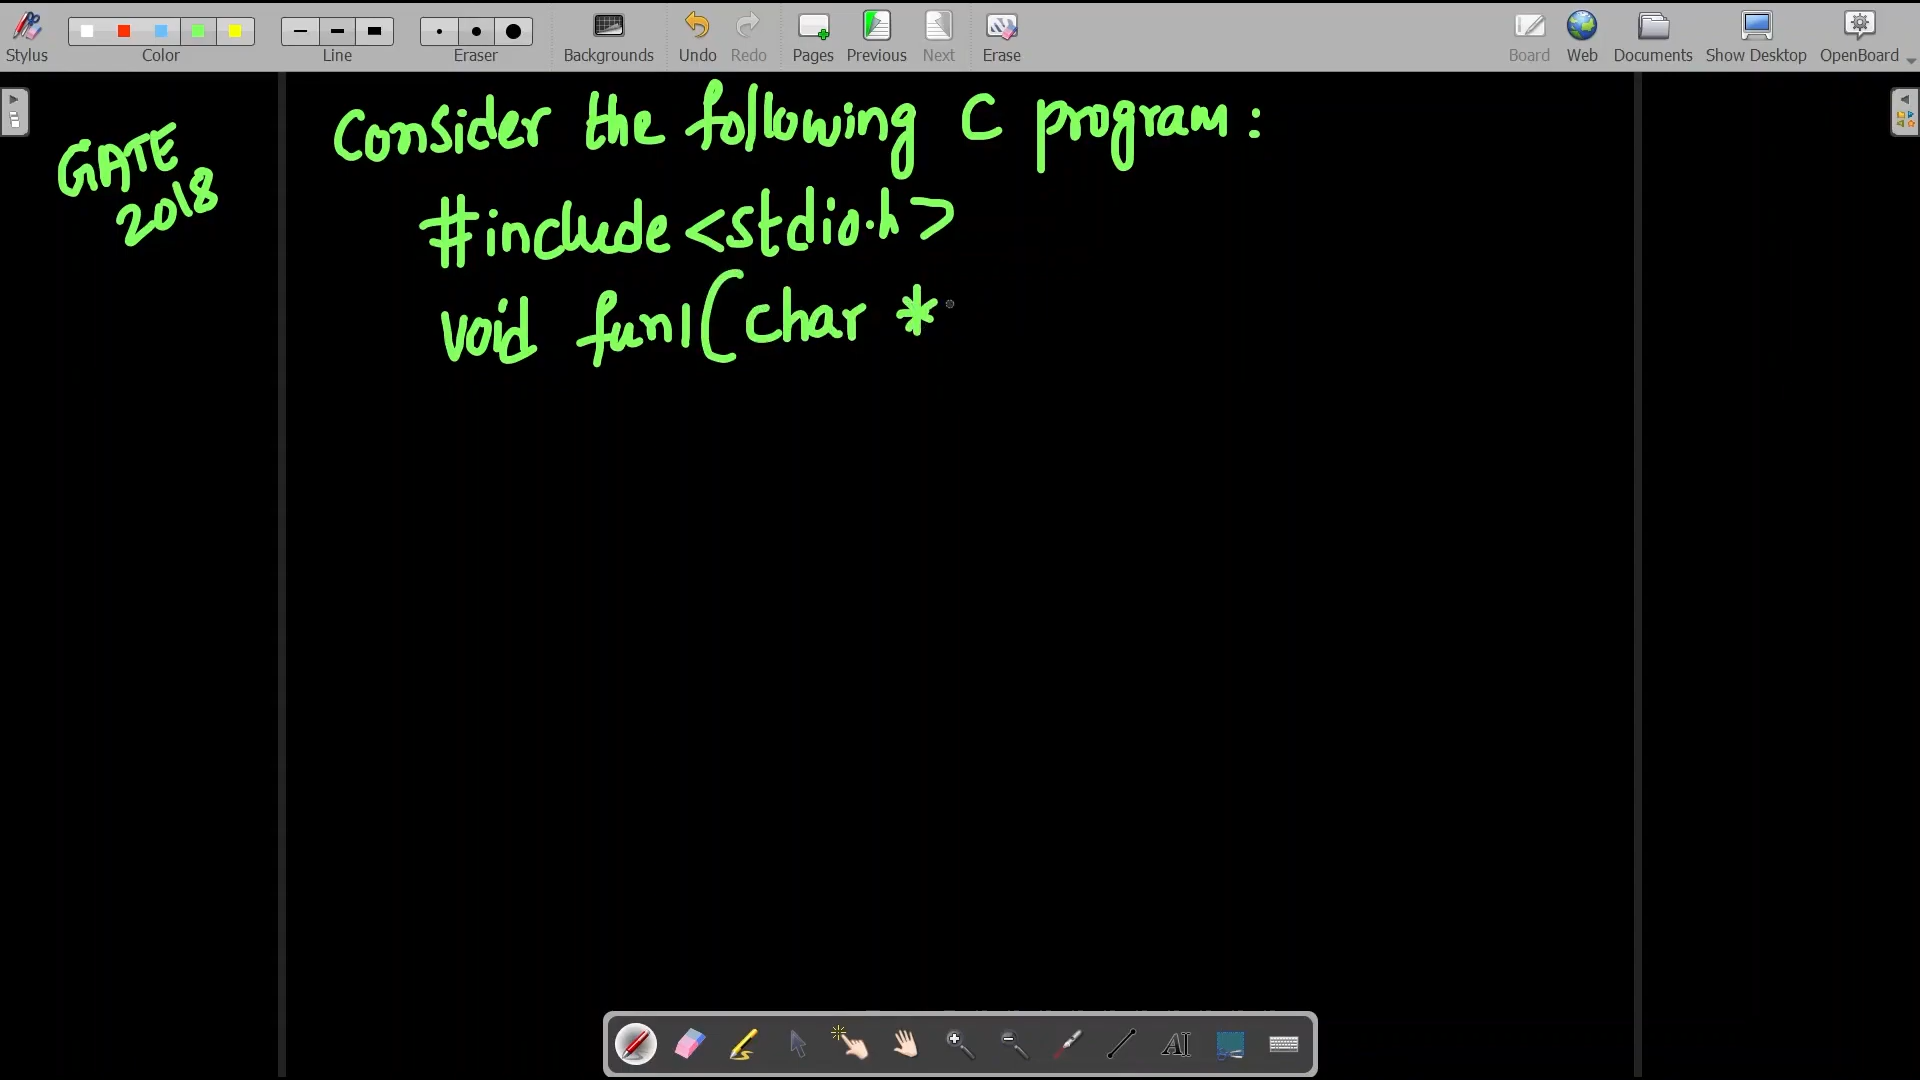 Stylus
Color
Line
Eraser
Backgrounds
Undo
Redo
Pages
Previous
Next
Erase
Board
Web
Documents
Show Desktop
OpenBoard
GATE
2018
Consider the following C program :
#include <stdio.h>
void fun1(char *
AI